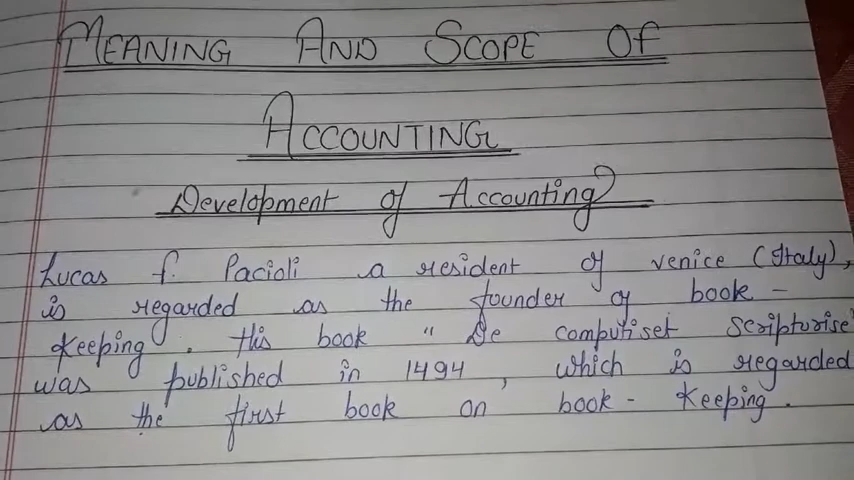 MEANING AND SCOPE OF
ACCOUNTING
Development of Accounting
Lucas f. Pacioli a resident of venice (Italy),
is regarded as the founder of book -
Keeping. His book " De computiset Scripturise"
was published in 1494, which is regarded
as the first book on book - Keeping.